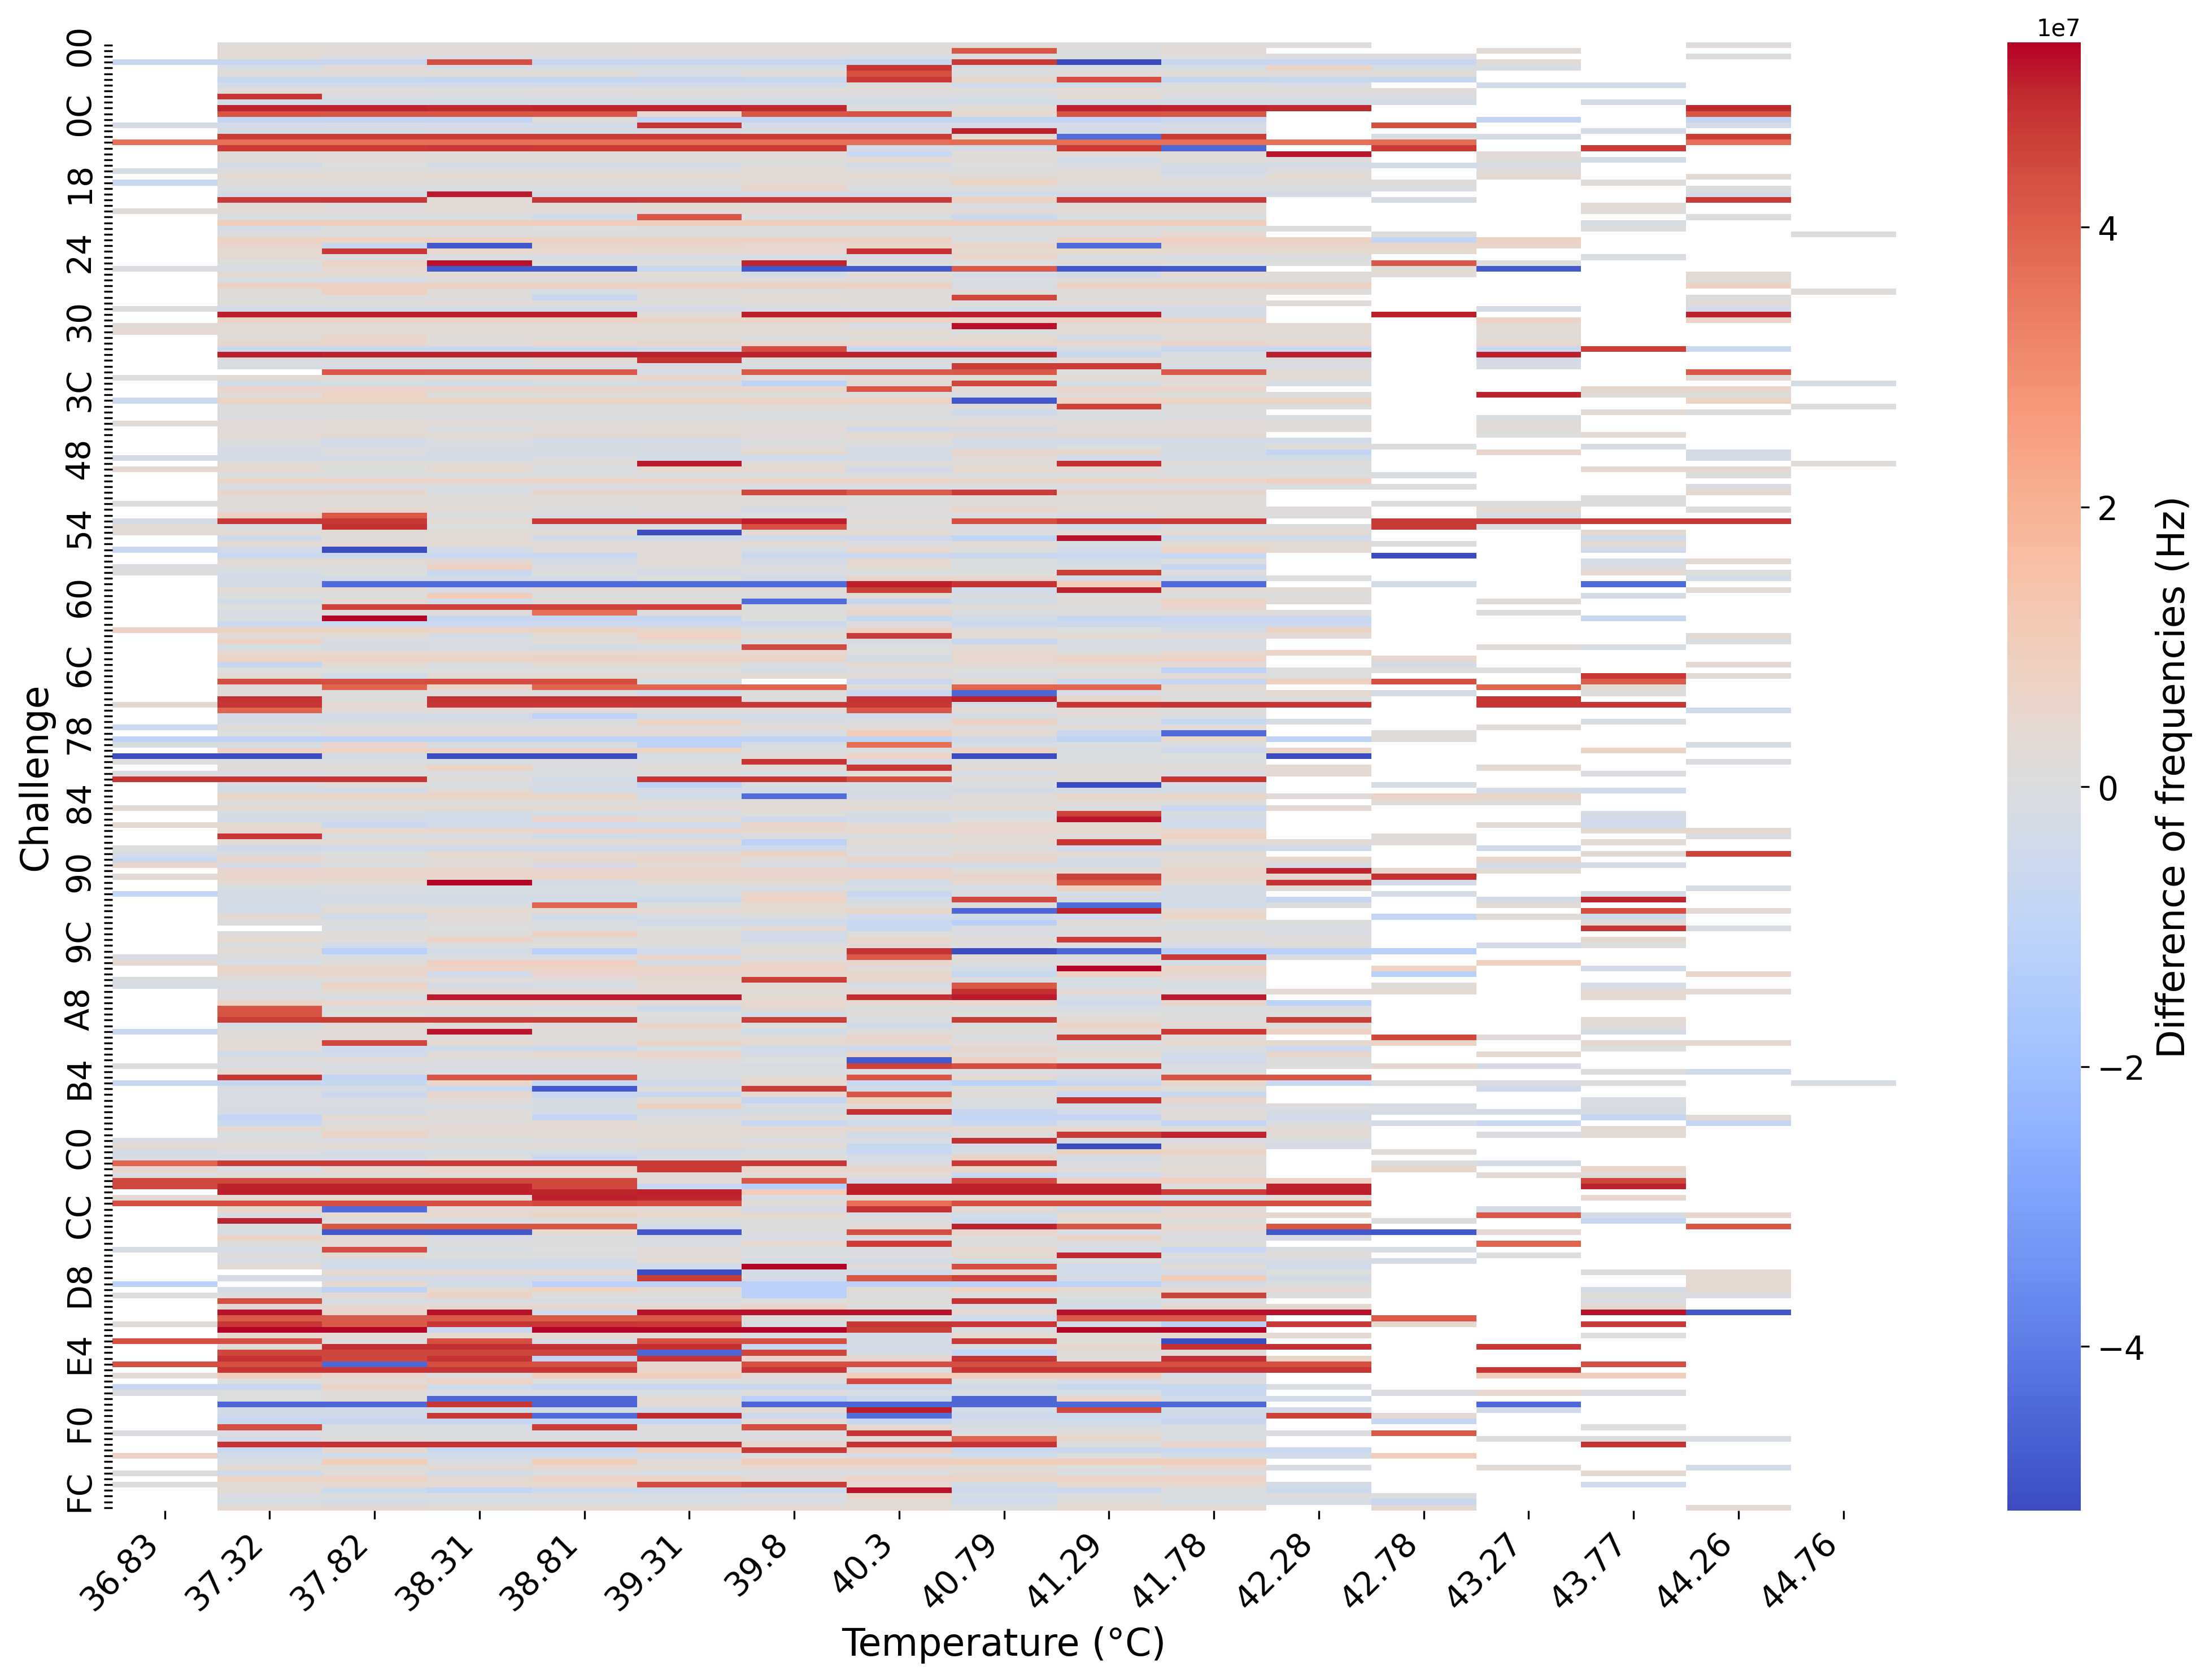 1e7
Challenge
00
0C
18
24
30
3C
48
54
60
6C
78
84
90
9C
A8
B4
C0
CC
D8
E4
F0
FC
36.83 37.32 37.82 38.31 38.81 39.31 39.8 40.3 40.79 41.29 41.78 42.28 42.78 43.27 43.77 44.26 44.76
Temperature (°C)
4
2
0
−2
−4
Difference of frequencies (Hz)